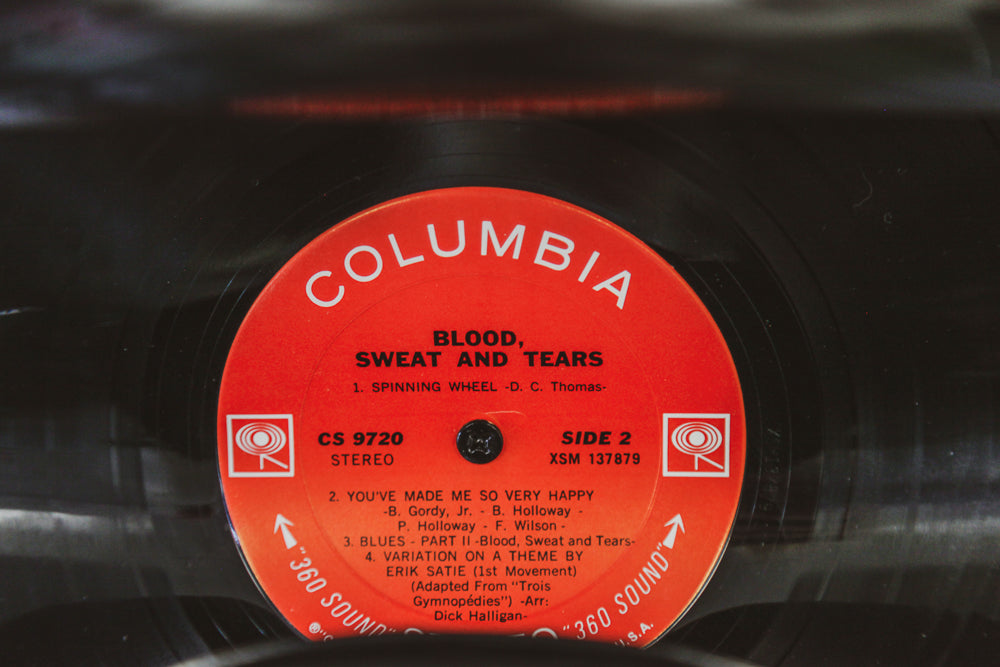 COLUMBIA
BLOOD,
SWEAT AND TEARS
1. SPINNING WHEEL -D. C. Thomas-
CS 9720
STEREO
SIDE 2
XSM 137879
2. YOU'VE MADE ME SO VERY HAPPY
-B. Gordy, Jr. - B. Holloway -
P. Holloway - F. Wilson -
3. BLUES - PART II -Blood, Sweat and Tears-
4. VARIATION ON A THEME BY
ERIK SATIE (1st Movement)
(Adapted From "Trois
Gymnopédies") -Arr:
Dick Halligan-
"360 SOUND"
"360 SOUND"